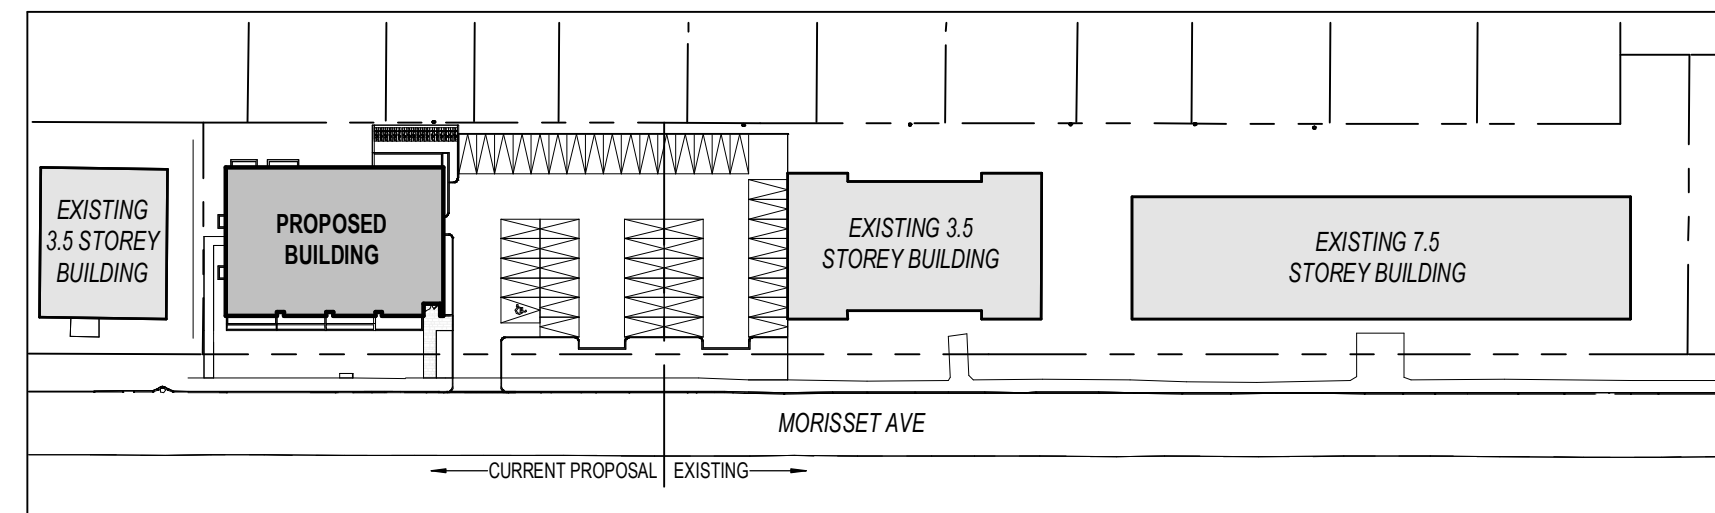 EXISTING
3.5 STOREY
BUILDING
PROPOSED
BUILDING
EXISTING 3.5
STOREY BUILDING
EXISTING 7.5
STOREY BUILDING
MORISSET AVE
CURRENT PROPOSAL
EXISTING